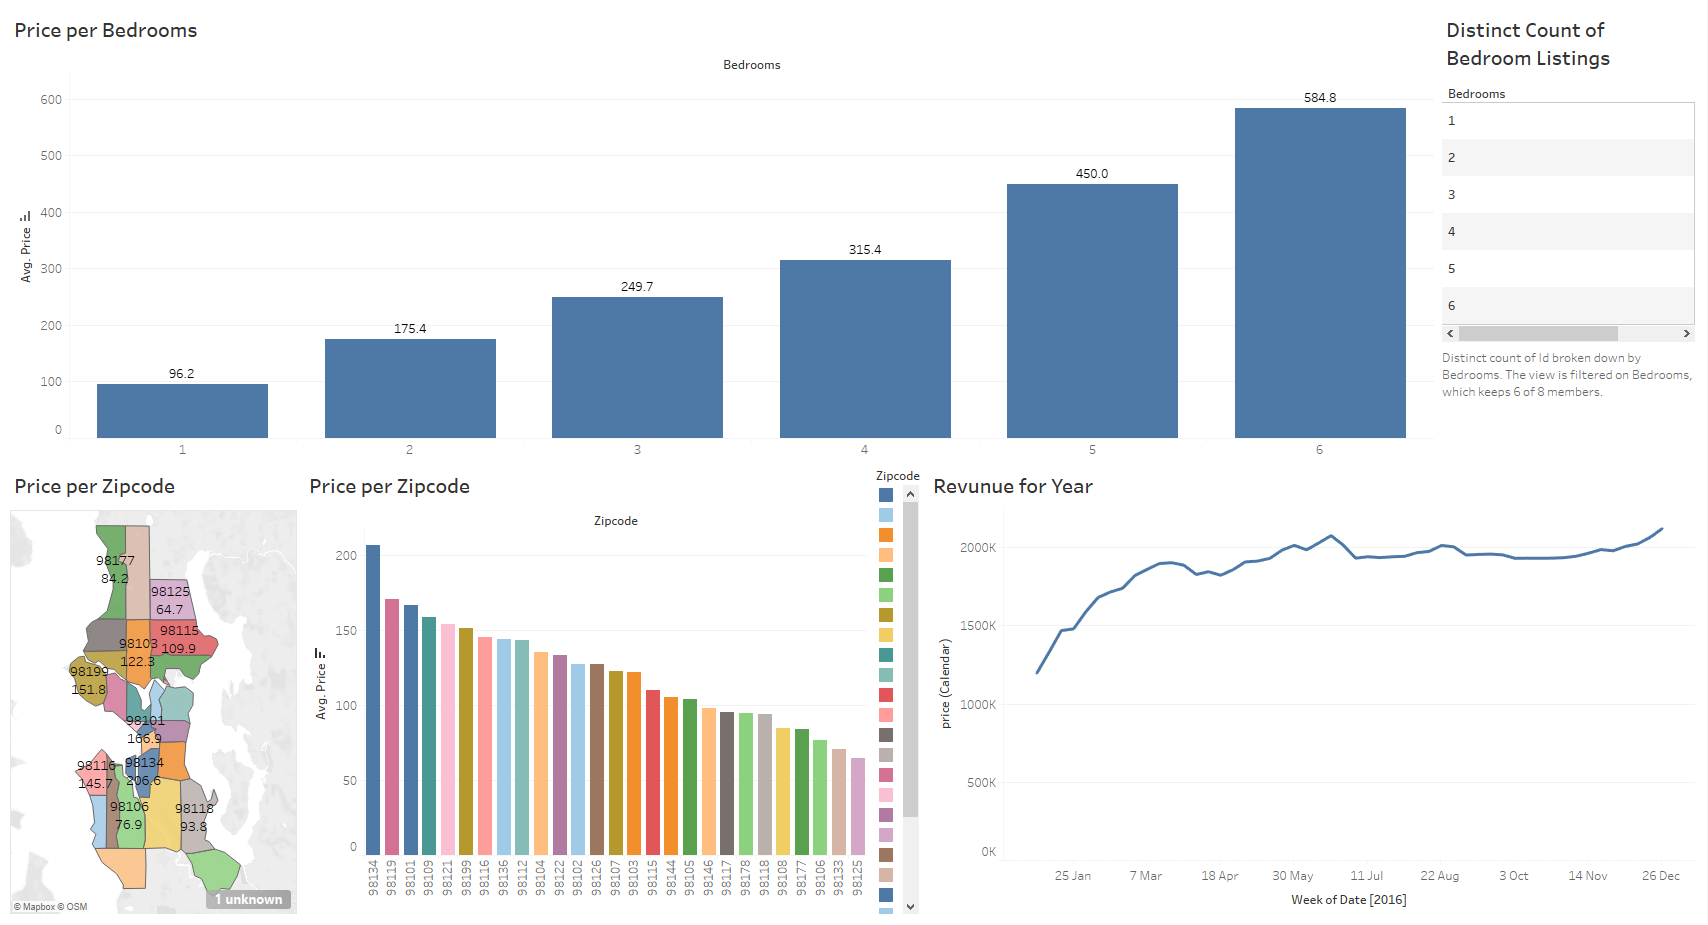 Price per Bedrooms
Bedrooms
600
500
400
300
200
100
0
Avg. Price
96.2
175.4
249.7
315.4
450.0
584.8
1
2
3
4
5
6
Distinct Count of
Bedroom Listings
Bedrooms
1
2
3
4
5
6
Distinct count of Id broken down by
Bedrooms. The view is filtered on Bedrooms,
which keeps 6 of 8 members.
Price per Zipcode
98177
84.2
98125
64.7
98115
109.9
98103
122.3
98199
151.8
98101
166.9
98134
206.6
98116
145.7
98106
76.9
98118
93.8
1 unknown
© Mapbox © OSM
Price per Zipcode
Zipcode
200
150
100
50
0
Avg. Price
98134
98119
98101
98109
98121
98199
98116
98136
98112
98104
98122
98102
98126
98107
98103
98115
98144
98105
98146
98117
98178
98118
98108
98177
98106
98133
98125
Zipcode
Revunue for Year
2000K
1500K
1000K
500K
0K
price (Calendar)
25 Jan
7 Mar
18 Apr
30 May
11 Jul
22 Aug
3 Oct
14 Nov
26 Dec
Week of Date [2016]